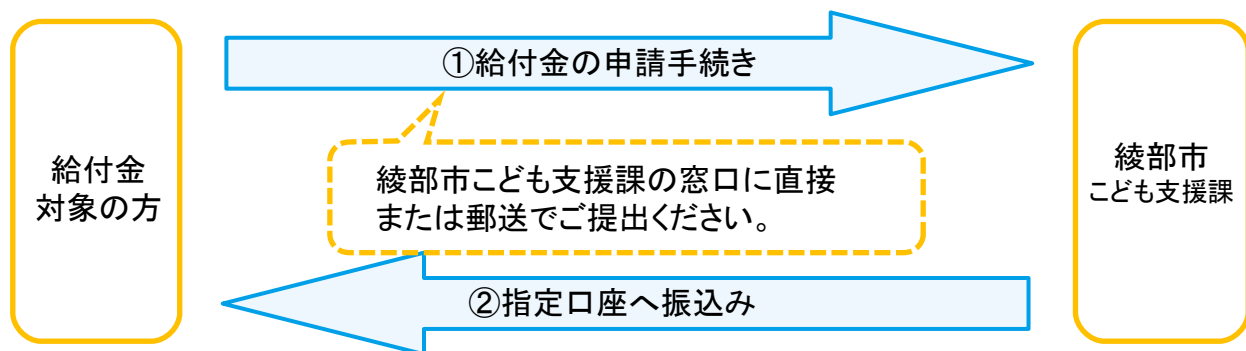 ①給付金の申請手続き
給付金
対象の方
綾部市こども支援課の窓口に直接
または郵送でご提出ください。
綾部市
こども支援課
②指定口座へ振込み